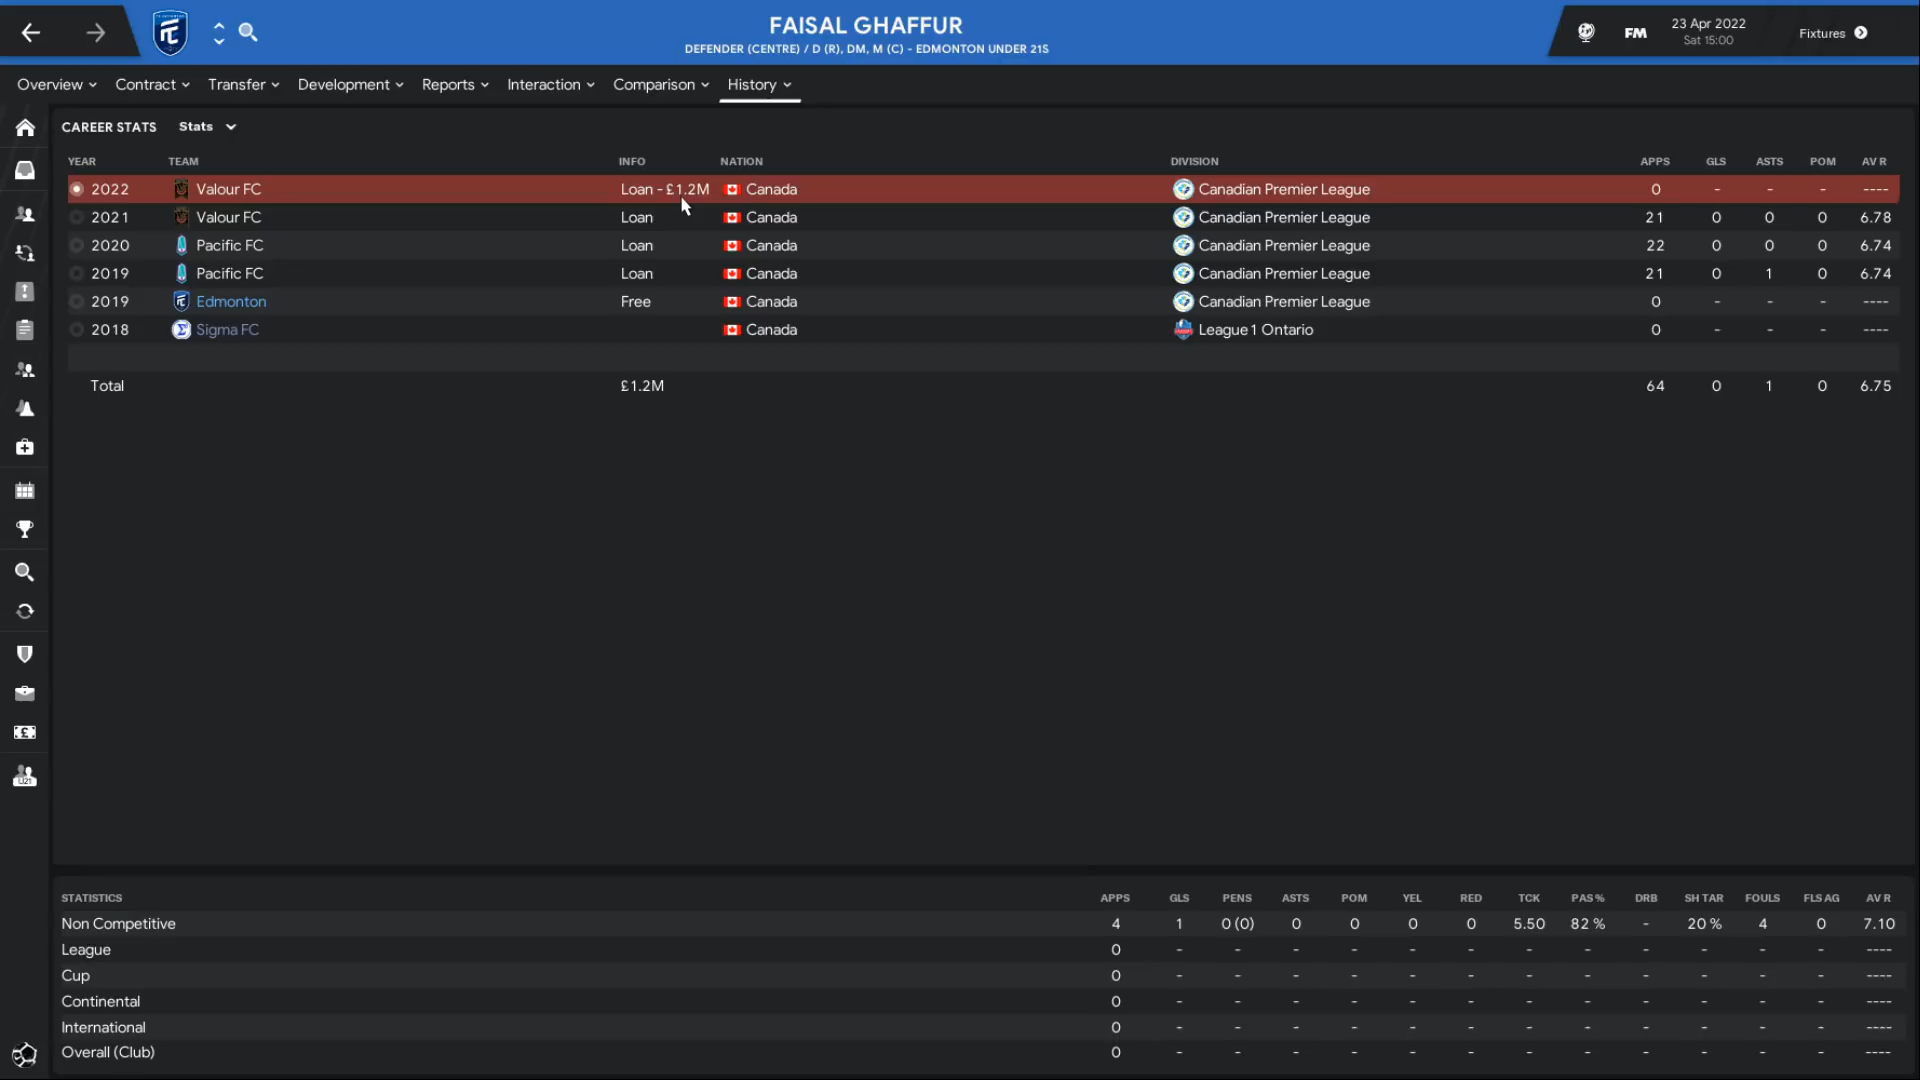 FAISAL GHAFFUR
DEFENDER (CENTRE) / D (R), DM, M (C) - EDMONTON UNDER 21S
FM
23 Apr 2022
Sat 15:00
Fixtures
Overview Contract Transfer Development Reports Interaction Comparison History
CAREER STATS Stats
YEAR TEAM INFO NATION DIVISION APPS GLS ASTS POM AV R
2022 Valour FC Loan - £1.2M Canada Canadian Premier League 0 - - - ----
2021 Valour FC Loan Canada Canadian Premier League 21 0 0 0 6.78
2020 Pacific FC Loan Canada Canadian Premier League 22 0 0 0 6.74
2019 Pacific FC Loan Canada Canadian Premier League 21 0 1 0 6.74
2019 Edmonton Free Canada Canadian Premier League 0 - - - ----
2018 Sigma FC Canada League 1 Ontario 0 - - - ----
Total £1.2M 64 0 1 0 6.75
STATISTICS APPS GLS PENS ASTS POM YEL RED TCK PAS % DRB SH TAR FOULS FLS AG AV R
Non Competitive 4 1 0 (0) 0 0 0 0 5.50 82 % - 20 % 4 0 7.10
League 0 - - - - - - - - - - - - ----
Cup 0 - - - - - - - - - - - - ----
Continental 0 - - - - - - - - - - - - ----
International 0 - - - - - - - - - - - - ----
Overall (Club) 0 - - - - - - - - - - - - ----